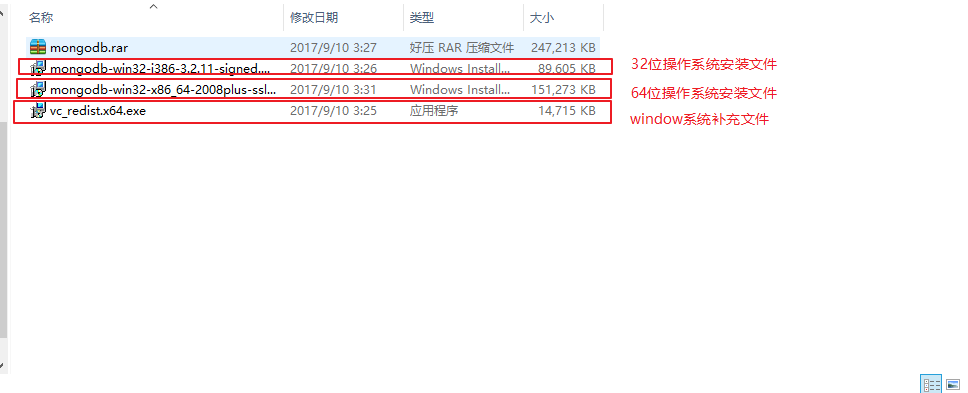 名称 修改日期 类型 大小
mongodb.rar 2017/9/10 3:27 好压 RAR 压缩文件 247,213 KB
mongodb-win32-i386-3.2.11-signed.... 2017/9/10 3:26 Windows Install... 89,605 KB 32位操作系统安装文件
mongodb-win32-x86_64-2008plus-ssl... 2017/9/10 3:31 Windows Install... 151,273 KB 64位操作系统安装文件
vc_redist.x64.exe 2017/9/10 3:25 应用程序 14,715 KB window系统补充文件